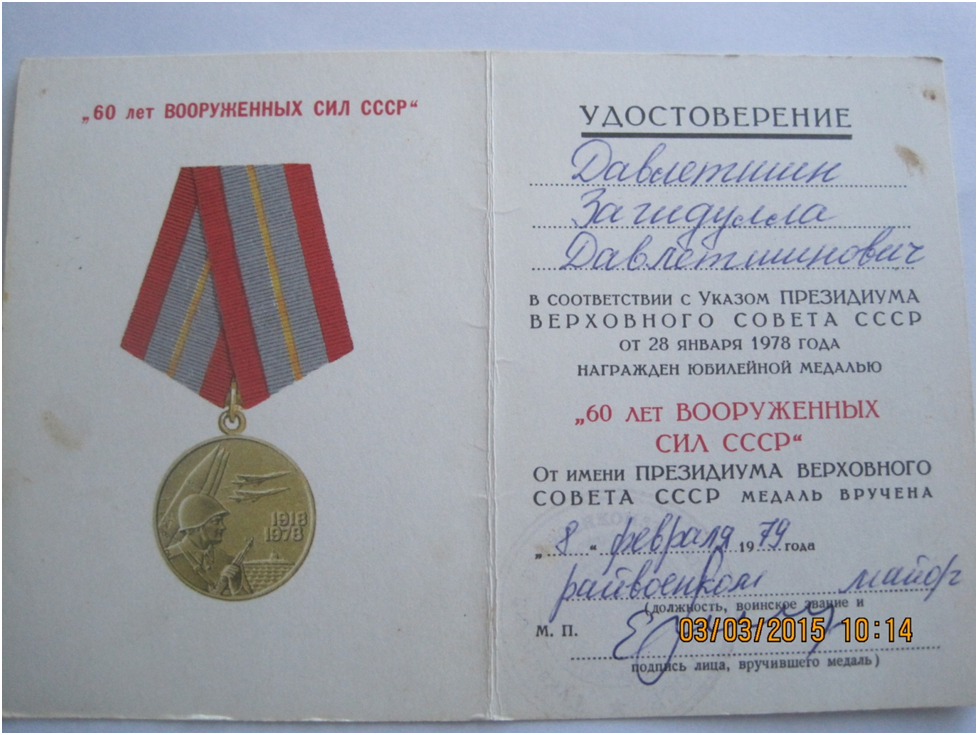 „60 лет ВООРУЖЕННЫХ СИЛ СССР“
1918
1978
УДОСТОВЕРЕНИЕ
Давлетшин
Загидулла
Давлетшинович
В СООТВЕТСТВИИ С УКАЗОМ ПРЕЗИДИУМА
ВЕРХОВНОГО СОВЕТА СССР
ОТ 28 ЯНВАРЯ 1978 ГОДА
НАГРАЖДЕН ЮБИЛЕЙНОЙ МЕДАЛЬЮ
„60 ЛЕТ ВООРУЖЕННЫХ
СИЛ СССР“
ОТ ИМЕНИ ПРЕЗИДИУМА ВЕРХОВНОГО
СОВЕТА СССР МЕДАЛЬ ВРУЧЕНА
„8“ февраля 1979 года
райвоенком майор
(должность, воинское звание и
М. П.
03/03/2015 10:14
подпись лица, вручившего медаль)